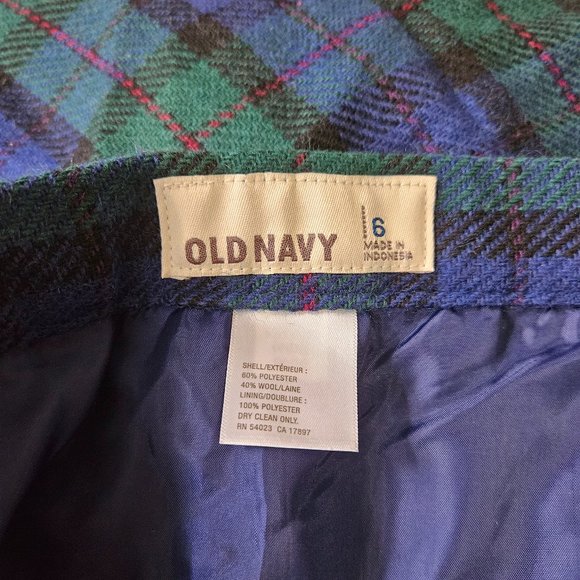 OLD NAVY
6
MADE IN
INDONESIA
SHELL/EXTÉRIEUR :
60% POLYESTER
40% WOOL/LAINE
LINING/DOUBLURE :
100% POLYESTER
DRY CLEAN ONLY.
RN 54023 CA 17897